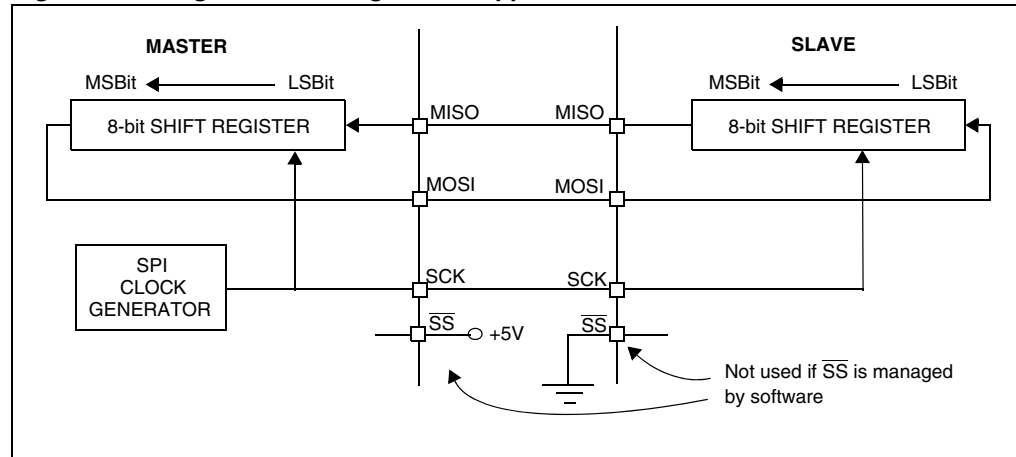 MASTER
MSBit LSBit
8-bit SHIFT REGISTER
SPI
CLOCK
GENERATOR
MISO MISO
MOSI MOSI
SCK SCK
SS +5V SS
SLAVE
MSBit LSBit
8-bit SHIFT REGISTER
Not used if SS is managed
by software